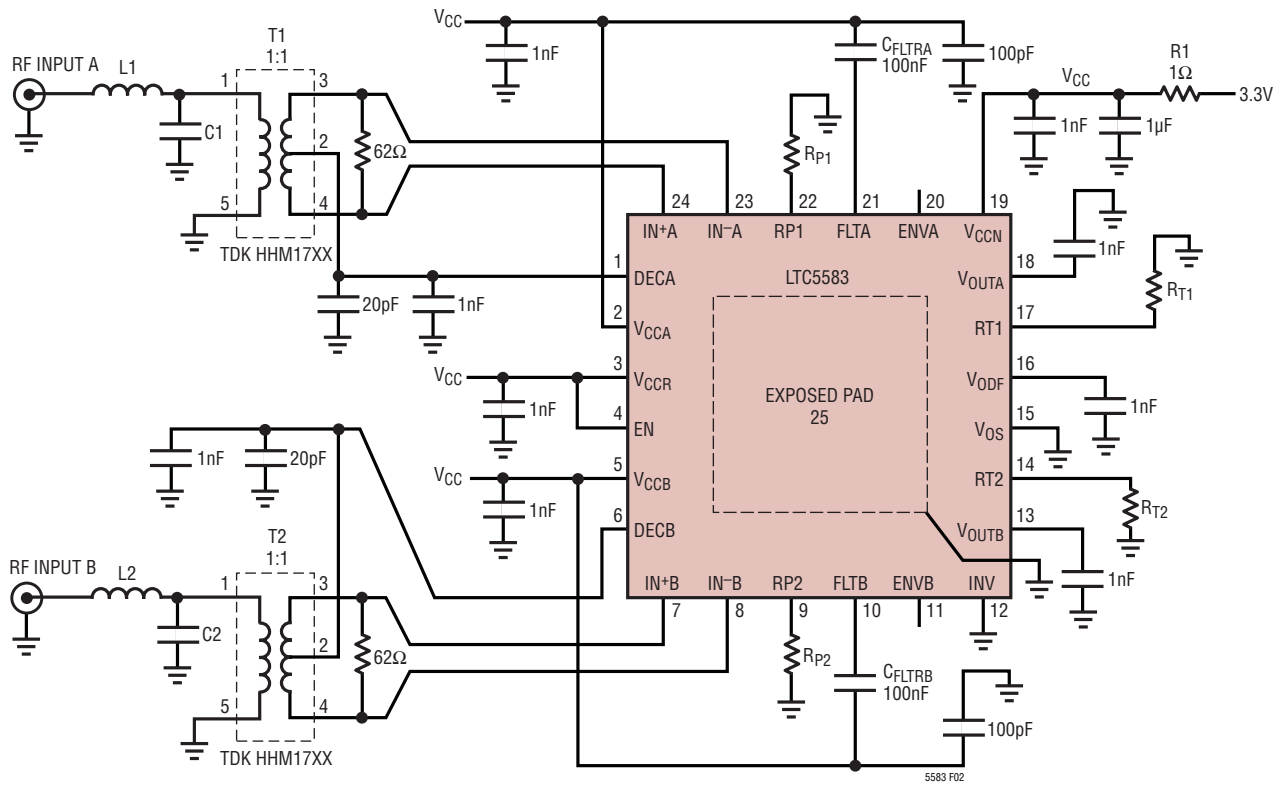 VCC
1nF
CFLTRA
100nF
100pF
R1
1Ω
VCC
3.3V
1nF
1µF
RF INPUT A
L1
C1
T1
1:1
1
3
2
5
4
62Ω
TDK HHM17XX
RP1
24
23
22
21
20
19
IN+A
IN–A
RP1
FLTA
ENVA
VCCN
LTC5583
20pF
1nF
1
DECA
2
VCCA
VCC
3
VCCR
1nF
4
EN
VCC
5
VCCB
1nF
6
DECB
EXPOSED PAD
25
18
VOUTA
1nF
17
RT1
RT1
16
VODF
1nF
15
VOS
14
RT2
RT2
13
VOUTB
1nF
IN+B
IN–B
RP2
FLTB
ENVB
INV
7
8
9
10
11
12
1nF
20pF
RF INPUT B
L2
C2
T2
1:1
1
3
2
5
4
62Ω
TDK HHM17XX
RP2
CFLTRB
100nF
100pF
5583 F02